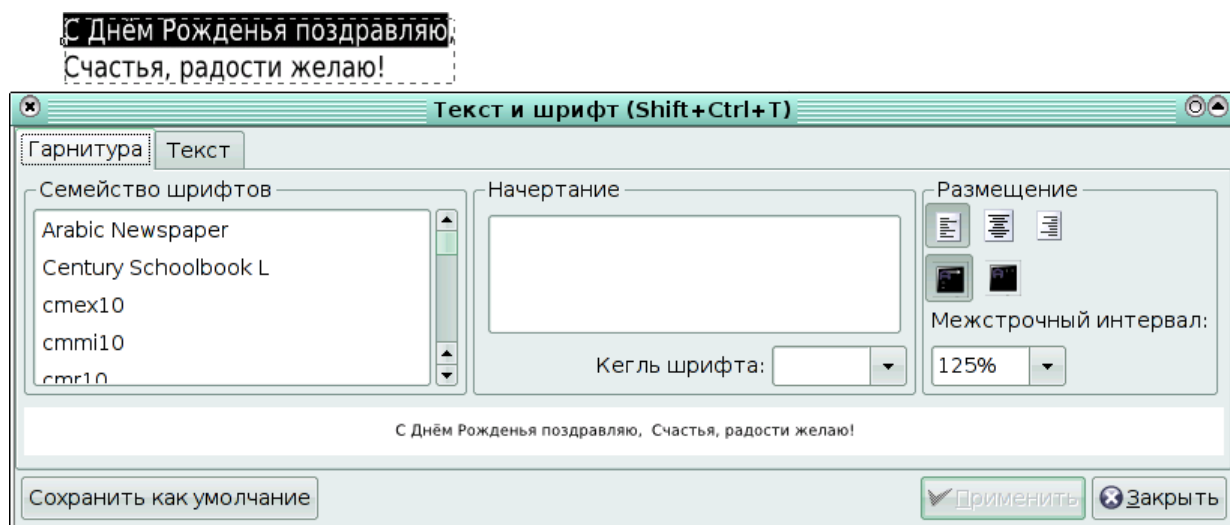 С Днём Рожденья поздравляю,
Счастья, радости желаю!
Текст и шрифт (Shift+Ctrl+T)
Гарнитура Текст
Семейство шрифтов
Arabic Newspaper
Century Schoolbook L
cmex10
cmmi10
cmr10
Начертание
Кегль шрифта:
Размещение
Межстрочный интервал:
125%
С Днём Рожденья поздравляю, Счастья, радости желаю!
Сохранить как умолчание
Применить
Закрыть